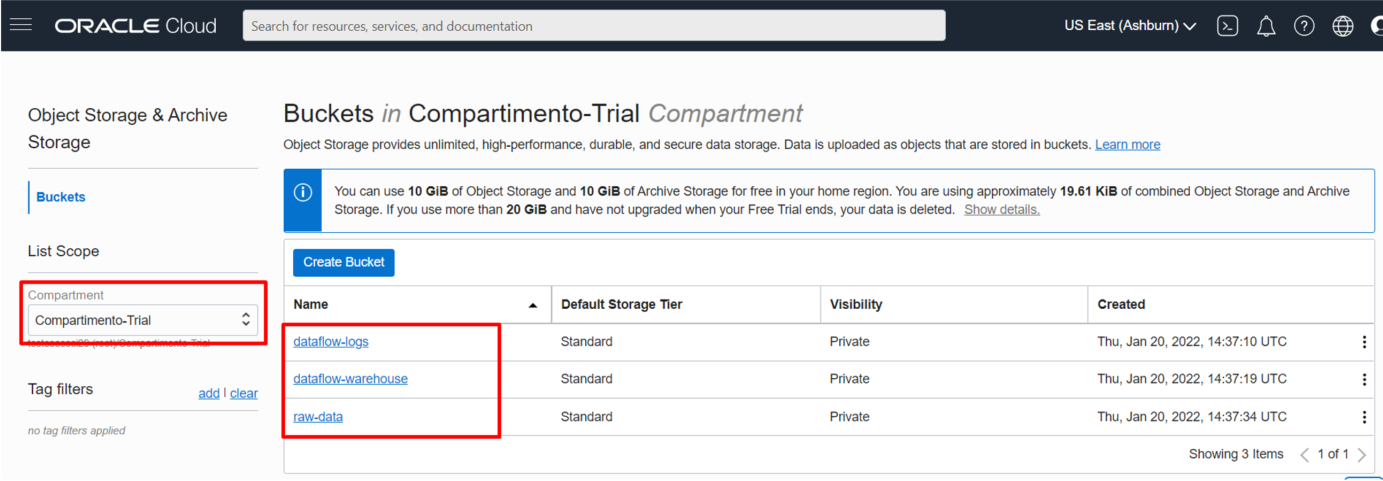 ORACLE Cloud
Search for resources, services, and documentation
US East (Ashburn)
Object Storage & Archive
Storage
Buckets
List Scope
Compartment
Compartimento-Trial
(root)/Compartimento-Trial
Tag filters
add | clear
no tag filters applied
Buckets in Compartimento-Trial Compartment
Object Storage provides unlimited, high-performance, durable, and secure data storage. Data is uploaded as objects that are stored in buckets. Learn more
You can use 10 GiB of Object Storage and 10 GiB of Archive Storage for free in your home region. You are using approximately 19.61 KiB of combined Object Storage and Archive
Storage. If you use more than 20 GiB and have not upgraded when your Free Trial ends, your data is deleted. Show details.
Create Bucket
Name Default Storage Tier Visibility Created
dataflow-logs Standard Private Thu, Jan 20, 2022, 14:37:10 UTC
dataflow-warehouse Standard Private Thu, Jan 20, 2022, 14:37:19 UTC
raw-data Standard Private Thu, Jan 20, 2022, 14:37:34 UTC
Showing 3 Items < 1 of 1 >